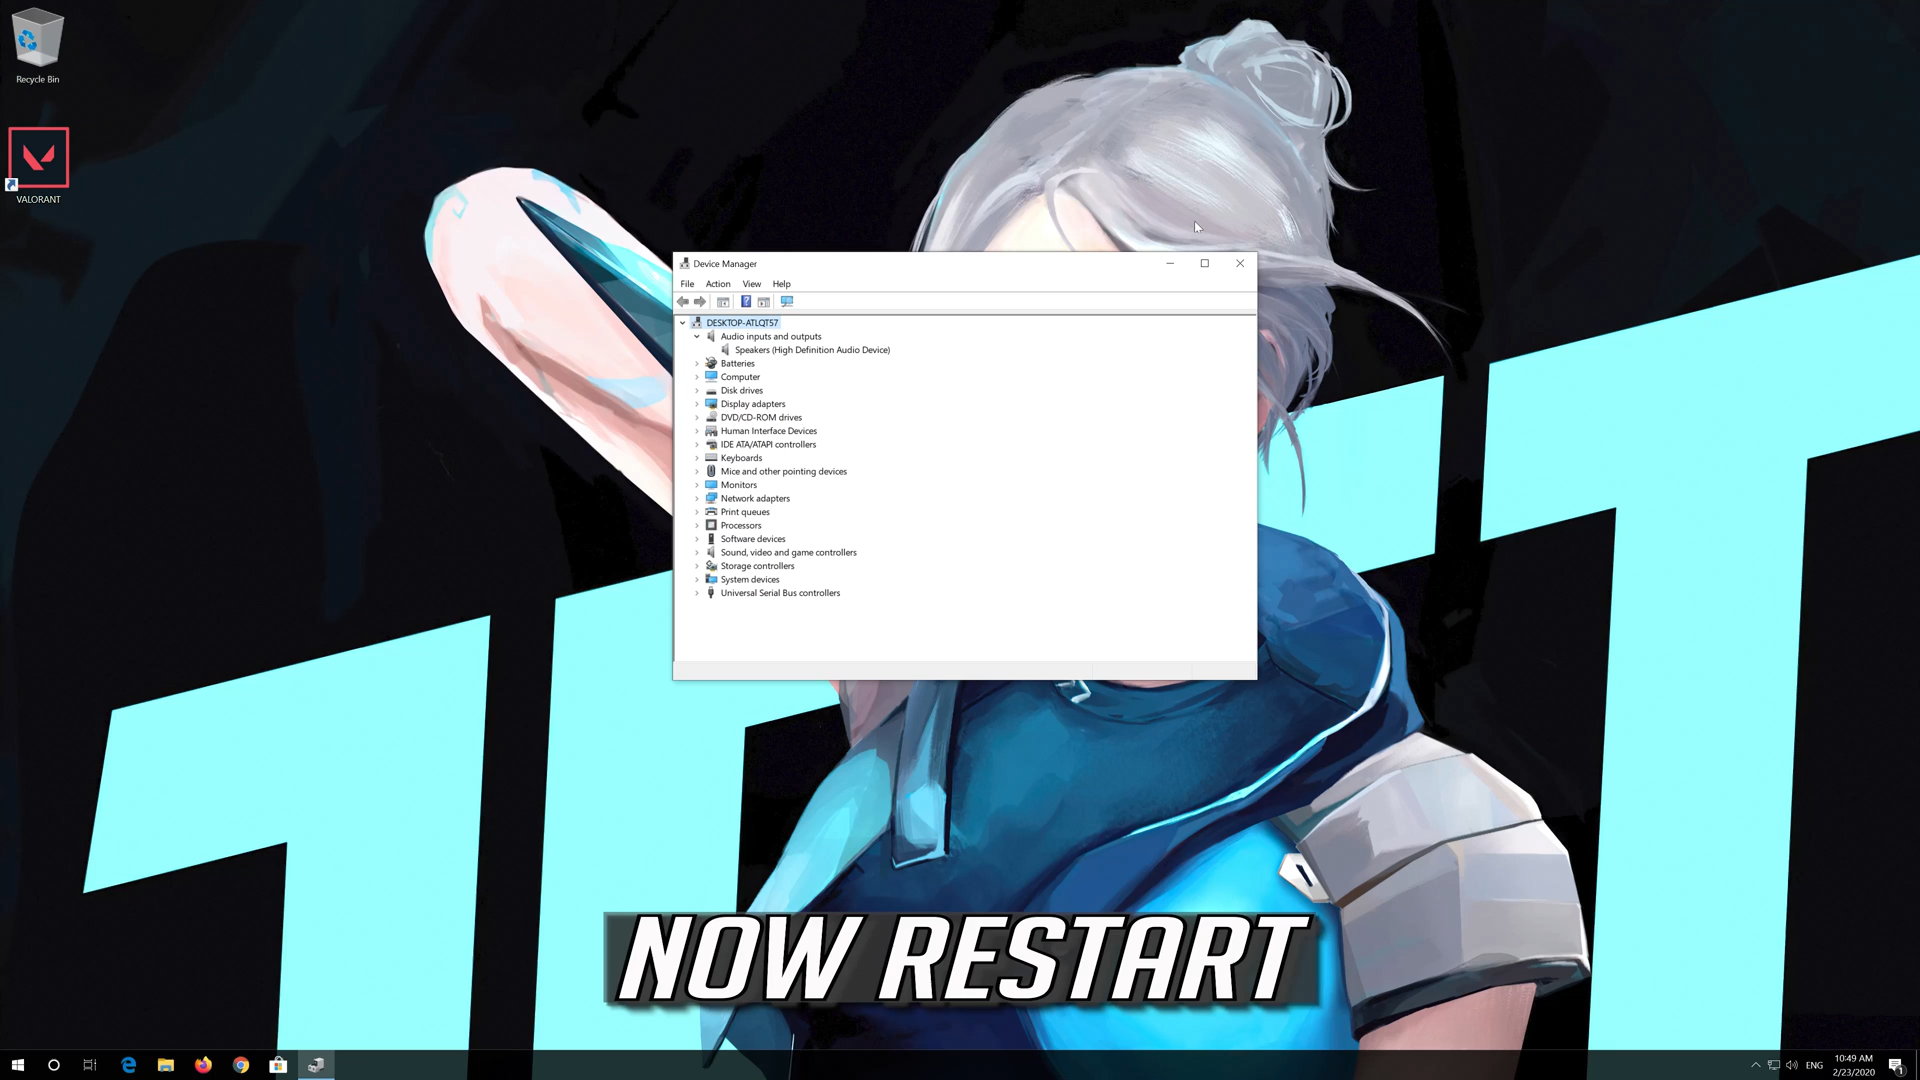 Recycle Bin
VALORANT
Device Manager
File Action View Help
DESKTOP-ATLQT57
Audio inputs and outputs
Speakers (High Definition Audio Device)
Batteries
Computer
Disk drives
Display adapters
DVD/CD-ROM drives
Human Interface Devices
IDE ATA/ATAPI controllers
Keyboards
Mice and other pointing devices
Monitors
Network adapters
Print queues
Processors
Software devices
Sound, video and game controllers
Storage controllers
System devices
Universal Serial Bus controllers
NOW RESTART
ENG
10:49 AM
2/23/2020
1